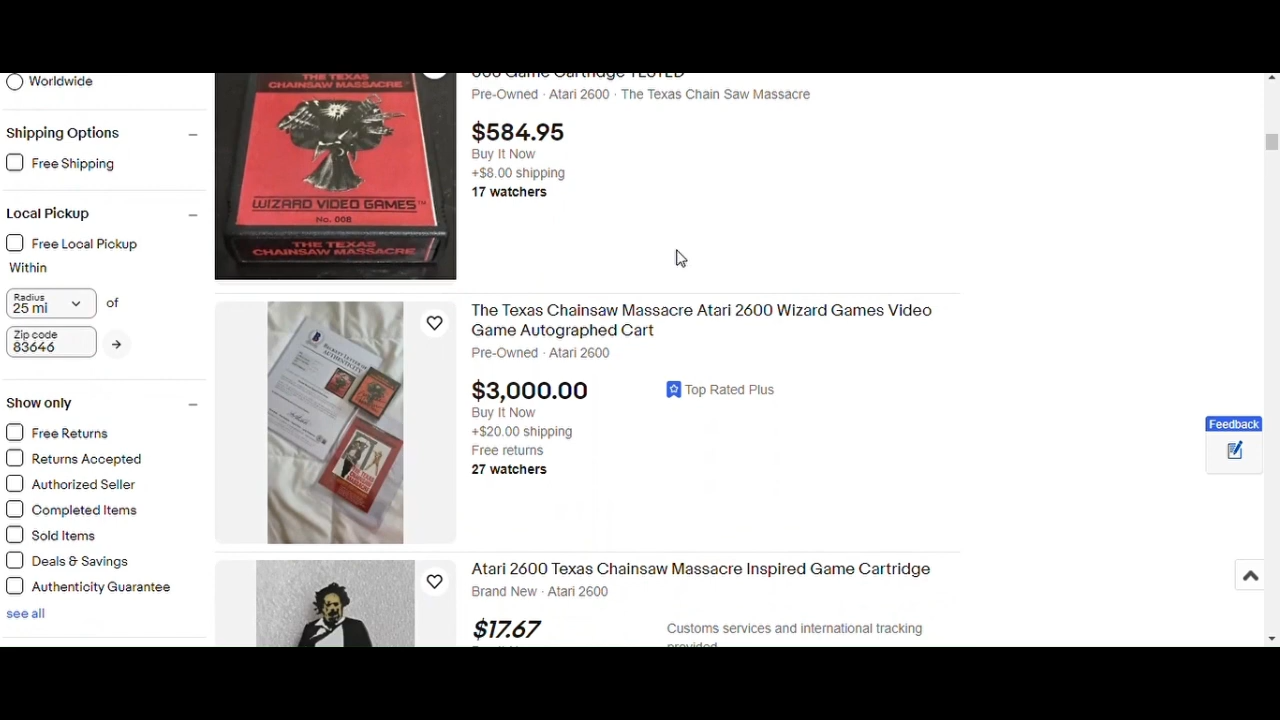 Worldwide
Shipping Options
Free Shipping
Local Pickup
Free Local Pickup
Within
Radius
25 mi
of
Zip code
83646
Show only
Free Returns
Returns Accepted
Authorized Seller
Completed Items
Sold Items
Deals & Savings
Authenticity Guarantee
see all
THE TEXAS
CHAINSAW MASSACRE
WIZARD VIDEO GAMES™
No. 008
THE TEXAS
CHAINSAW MASSACRE
008 Game Cartridge TESTED
Pre-Owned · Atari 2600 · The Texas Chain Saw Massacre
$584.95
Buy It Now
+$8.00 shipping
17 watchers
The Texas Chainsaw Massacre Atari 2600 Wizard Games Video
Game Autographed Cart
Pre-Owned · Atari 2600
$3,000.00
Top Rated Plus
Buy It Now
+$20.00 shipping
Free returns
27 watchers
Atari 2600 Texas Chainsaw Massacre Inspired Game Cartridge
Brand New · Atari 2600
$17.67
Customs services and international tracking
provided
Feedback